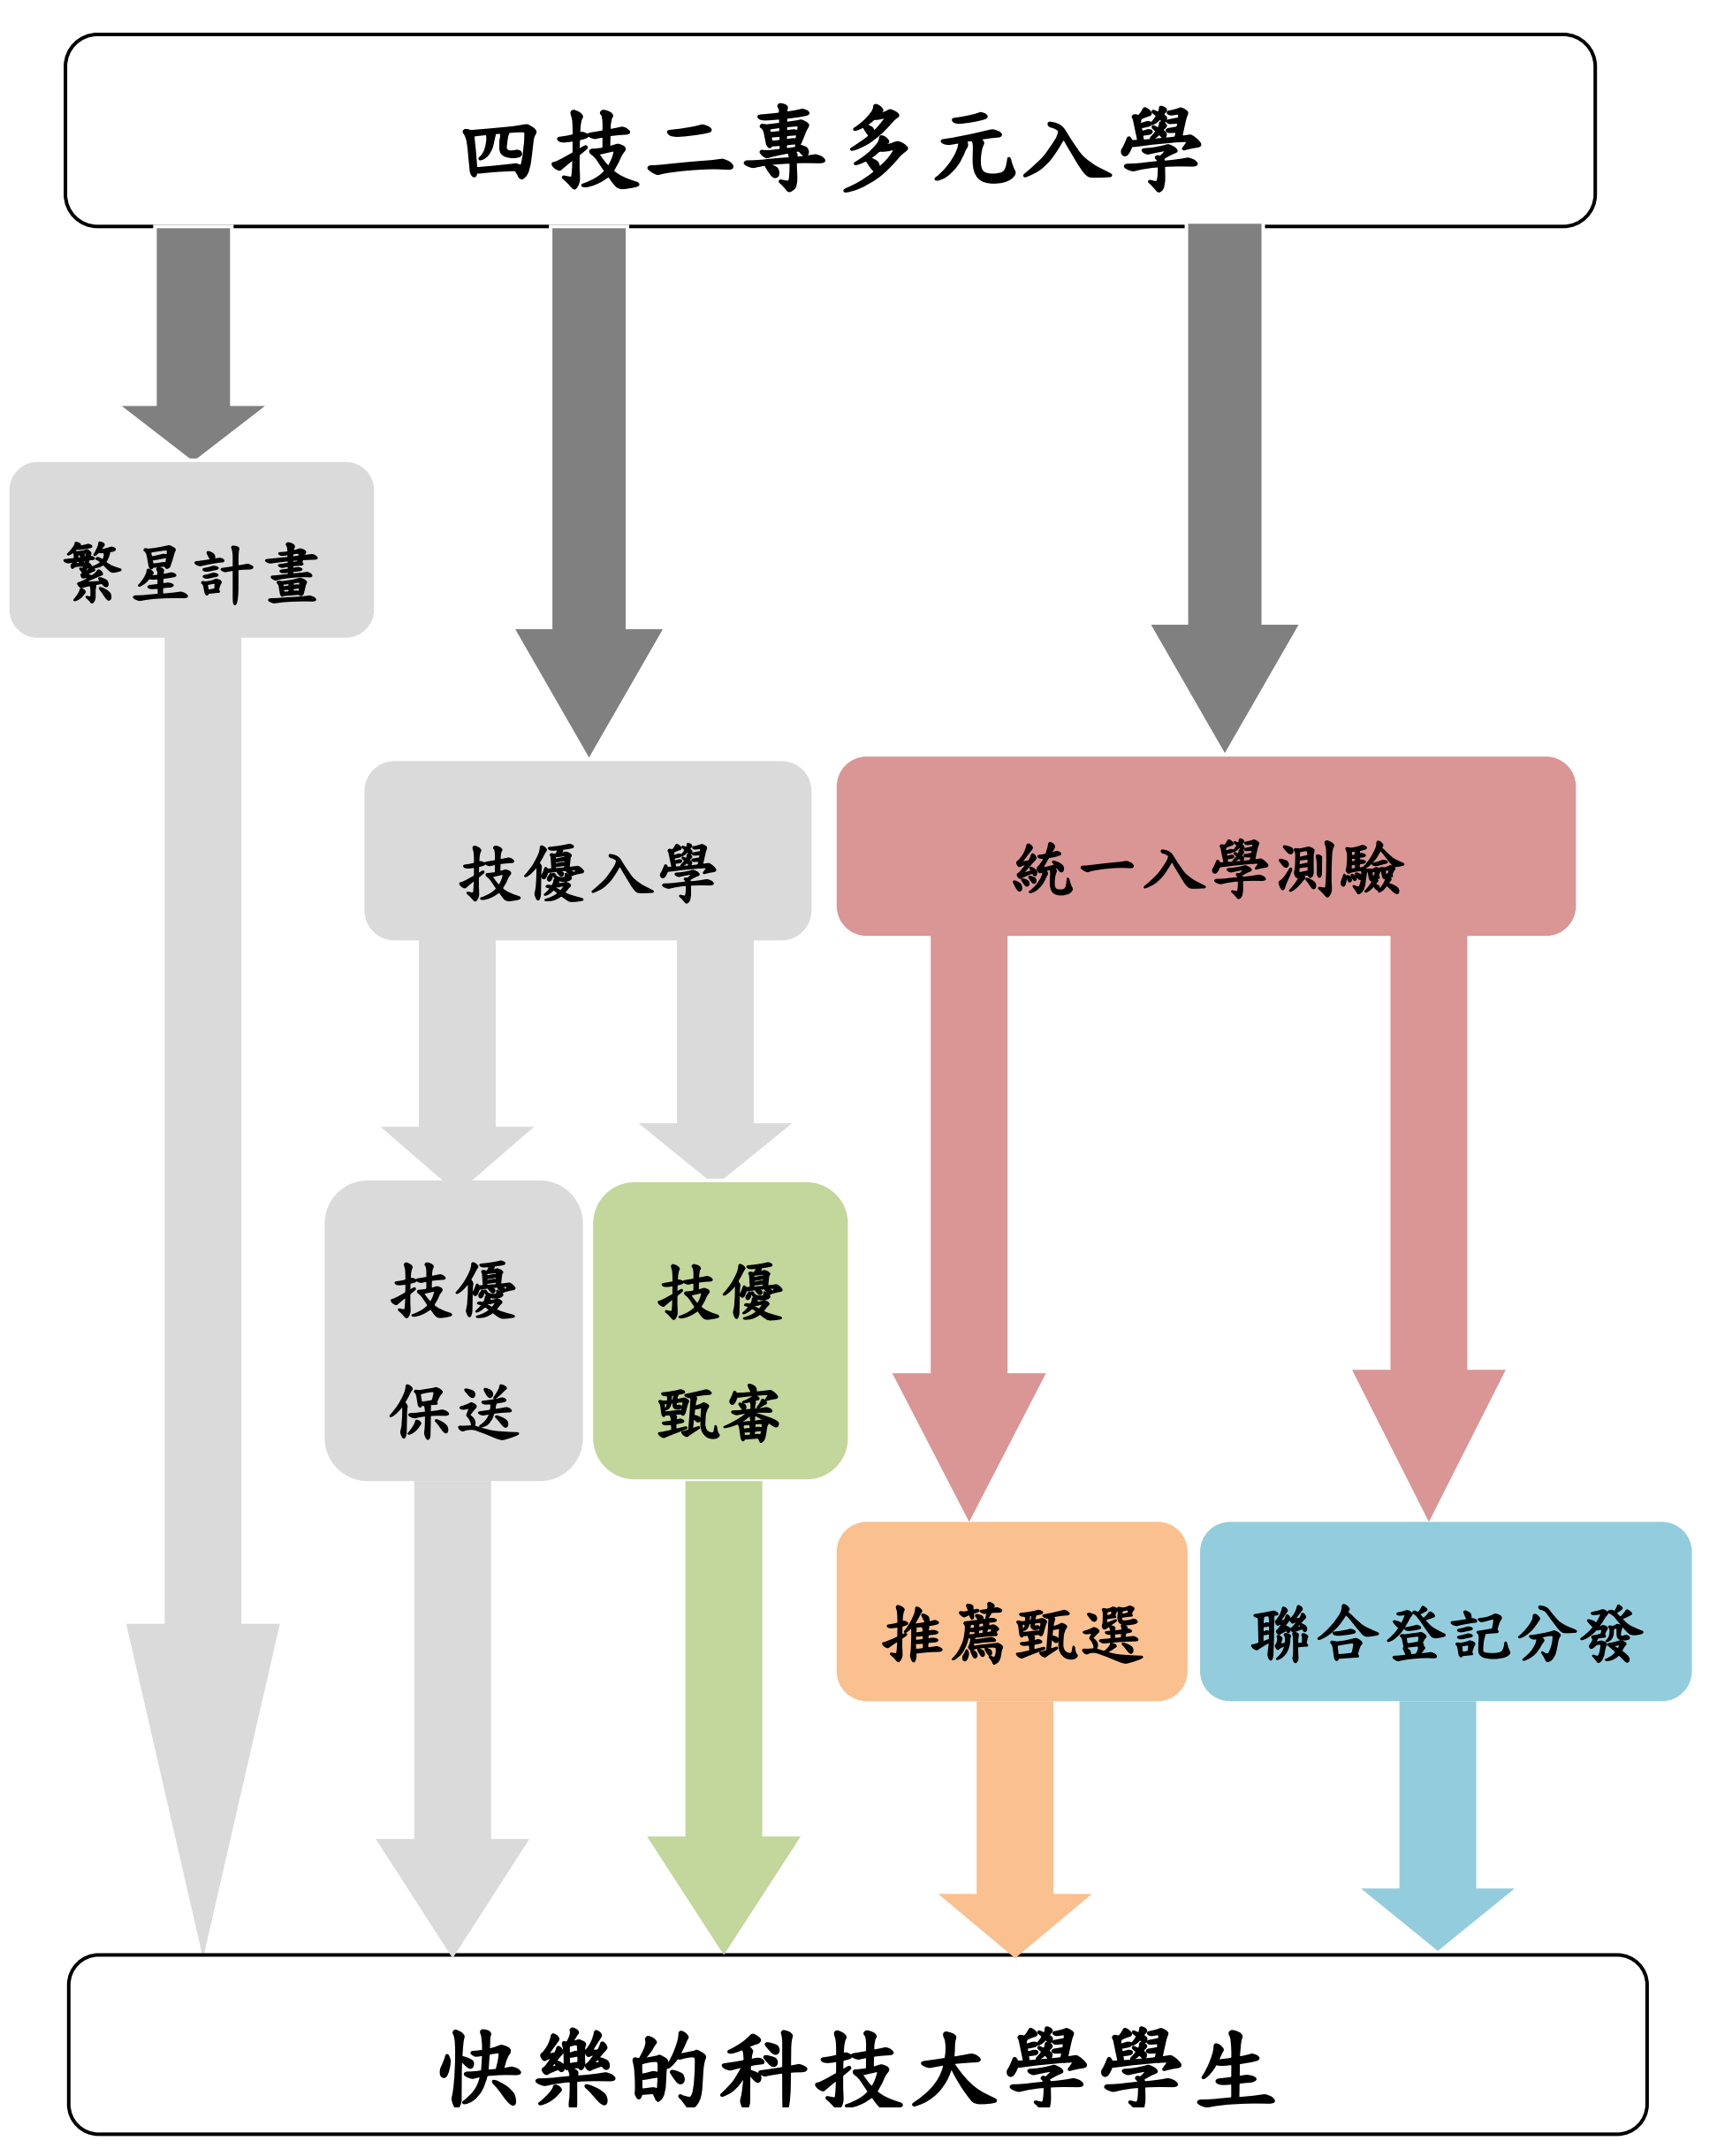 四技二專多元入學
繁星計畫
技優入學
統一入學測驗
技優
保送
技優
甄審
推薦甄選
聯合登記分發
快樂的科技大學學生